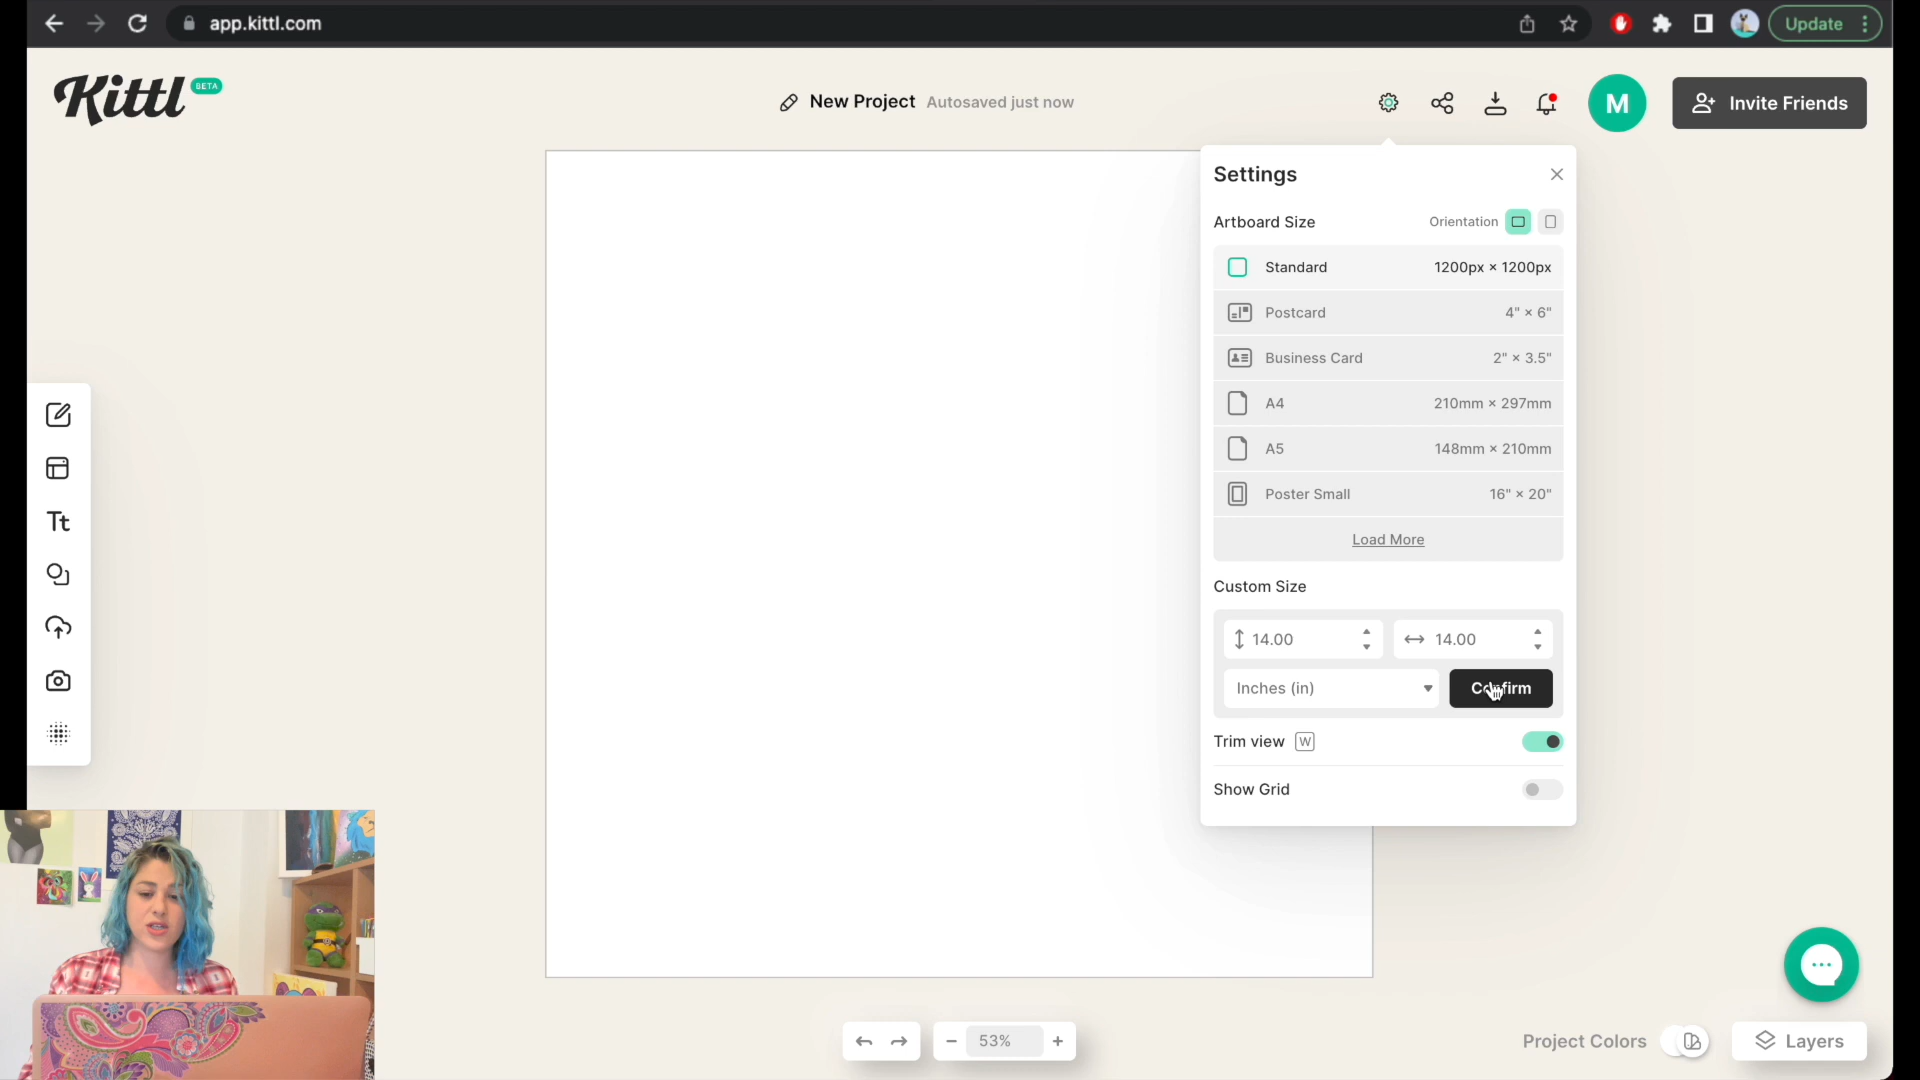 app.kittl.com
Update
Kittl BETA
New Project Autosaved just now
M
Invite Friends
Settings
Artboard Size Orientation
Standard 1200px × 1200px
Postcard 4" × 6"
Business Card 2" × 3.5"
A4 210mm × 297mm
A5 148mm × 210mm
Poster Small 16" × 20"
Load More
Custom Size
14.00 14.00
Inches (in) Confirm
Trim view W
Show Grid
Tt
53%
Project Colors
Layers